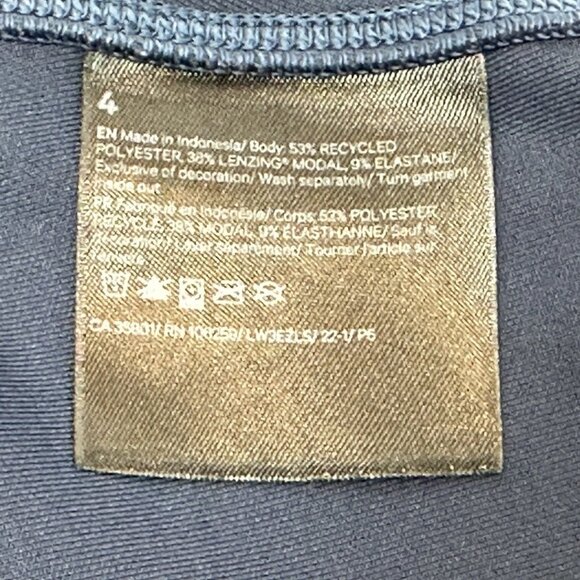 4
EN Made in Indonesia/ Body: 53% RECYCLED
POLYESTER, 38% LENZING® MODAL, 9% ELASTANE/
Exclusive of decoration/ Wash separately/ Turn garment
inside out
FR Fabriqué en Indonésie/ Corps: 53% POLYESTER
RECYCLÉ, 38% MODAL, 9% ÉLASTHANNE/ Sauf la
décoration/ Laver séparément/ Tourner l'article sur
l'envers
CA 35801/ RN 106259/ LW3EZLS/ 22-1/ P6